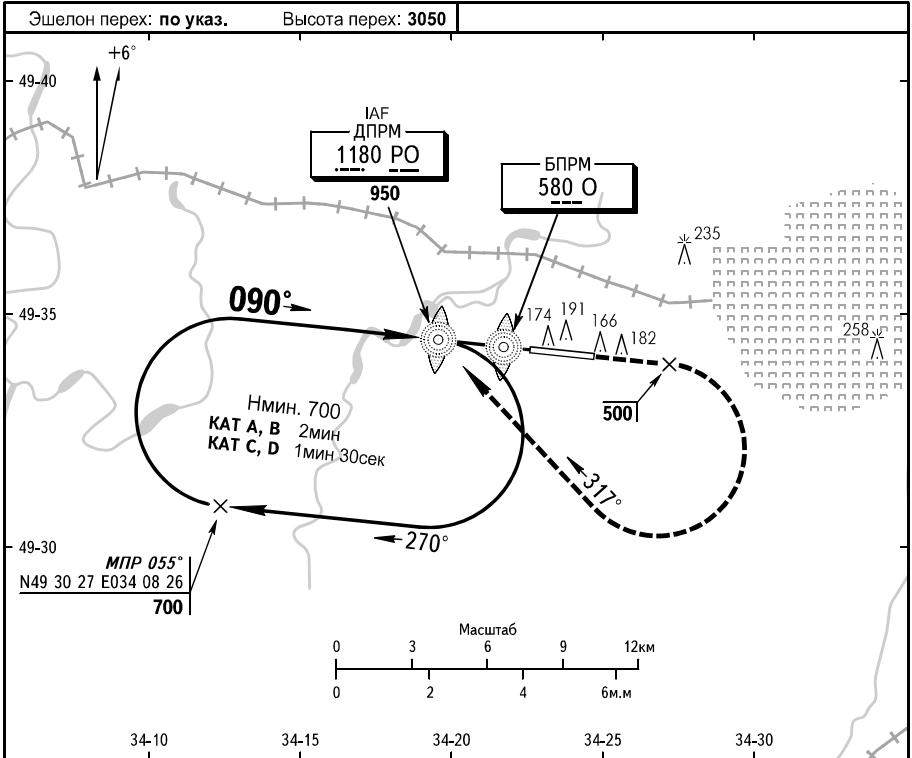 Эшелон перех: по указ. Высота перех: 3050
+6°
49-40
IAF
ДПРМ
1180 РО
950
БПРМ
580 О
235
090°
49-35
174
191
166
182
258
500
Нмин. 700
КАТ А, В 2мин
КАТ С, D 1мин 30сек
317°
270°
49-30
МПР 055°
N49 30 27 E034 08 26
700
Масштаб
0 3 6 9 12км
0 2 4 6м.м
34-10 34-15 34-20 34-25 34-30